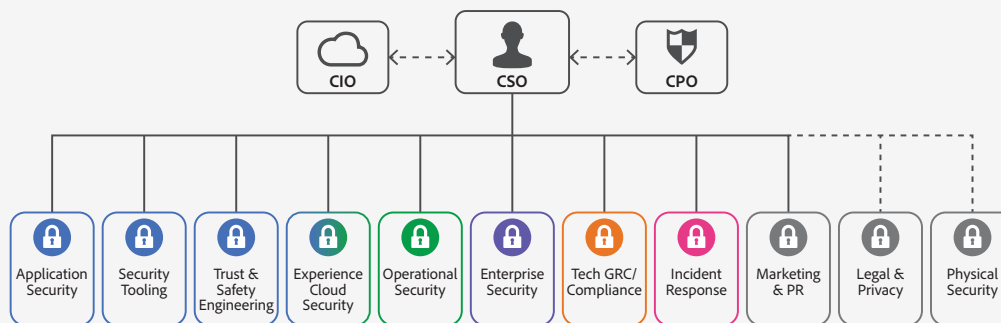 CIO
CSO
CPO
Application
Security
Security
Tooling
Trust &
Safety
Engineering
Experience
Cloud
Security
Operational
Security
Enterprise
Security
Tech GRC/
Compliance
Incident
Response
Marketing
& PR
Legal &
Privacy
Physical
Security